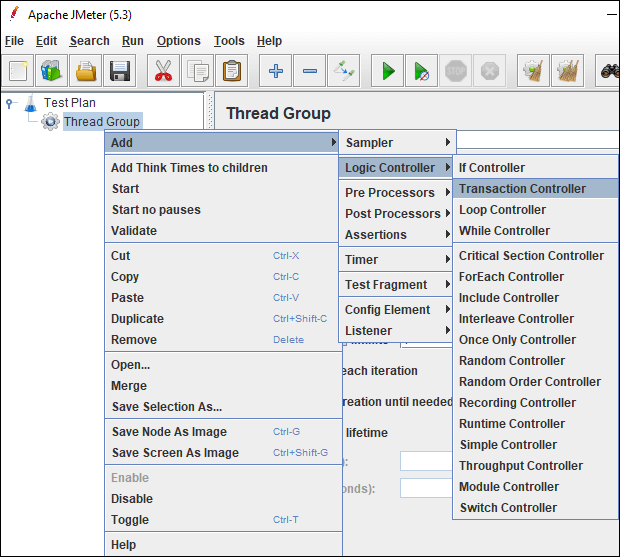 Apache JMeter (5.3)
File Edit Search Run Options Tools Help
STOP
Test Plan
Thread Group
Thread Group
Add
Add Think Times to children
Start
Start no pauses
Validate
Cut Ctrl-X
Copy Ctrl-C
Paste Ctrl-V
Duplicate Ctrl+Shift-C
Remove Delete
Open...
Merge
Save Selection As...
Save Node As Image Ctrl-G
Save Screen As Image Ctrl+Shift-G
Enable
Disable
Toggle Ctrl-T
Help
Sampler
Logic Controller
Pre Processors
Post Processors
Assertions
Timer
Test Fragment
Config Element
Listener
each iteration
reation until needed
lifetime
):
onds):
If Controller
Transaction Controller
Loop Controller
While Controller
Critical Section Controller
ForEach Controller
Include Controller
Interleave Controller
Once Only Controller
Random Controller
Random Order Controller
Recording Controller
Runtime Controller
Simple Controller
Throughput Controller
Module Controller
Switch Controller